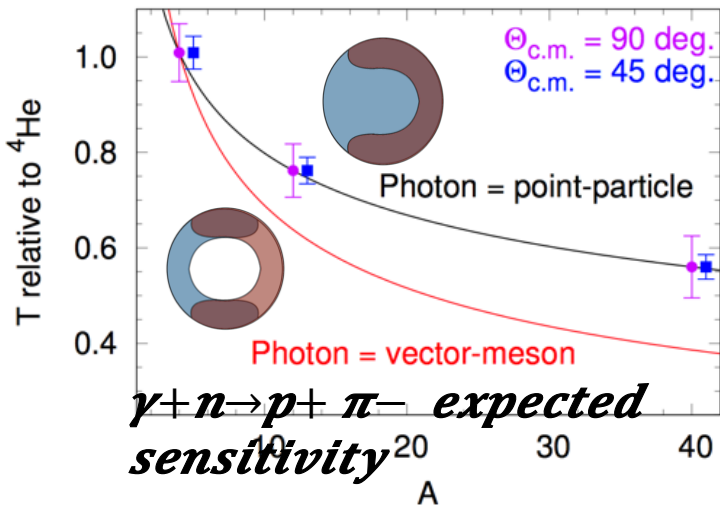 Θc.m. = 90 deg.
Θc.m. = 45 deg.
1.0
0.8
0.6
0.4
T relative to ⁴He
Photon = point-particle
Photon = vector-meson
γ+n→p+ π− expected
sensitivity
10 20 30 40
A